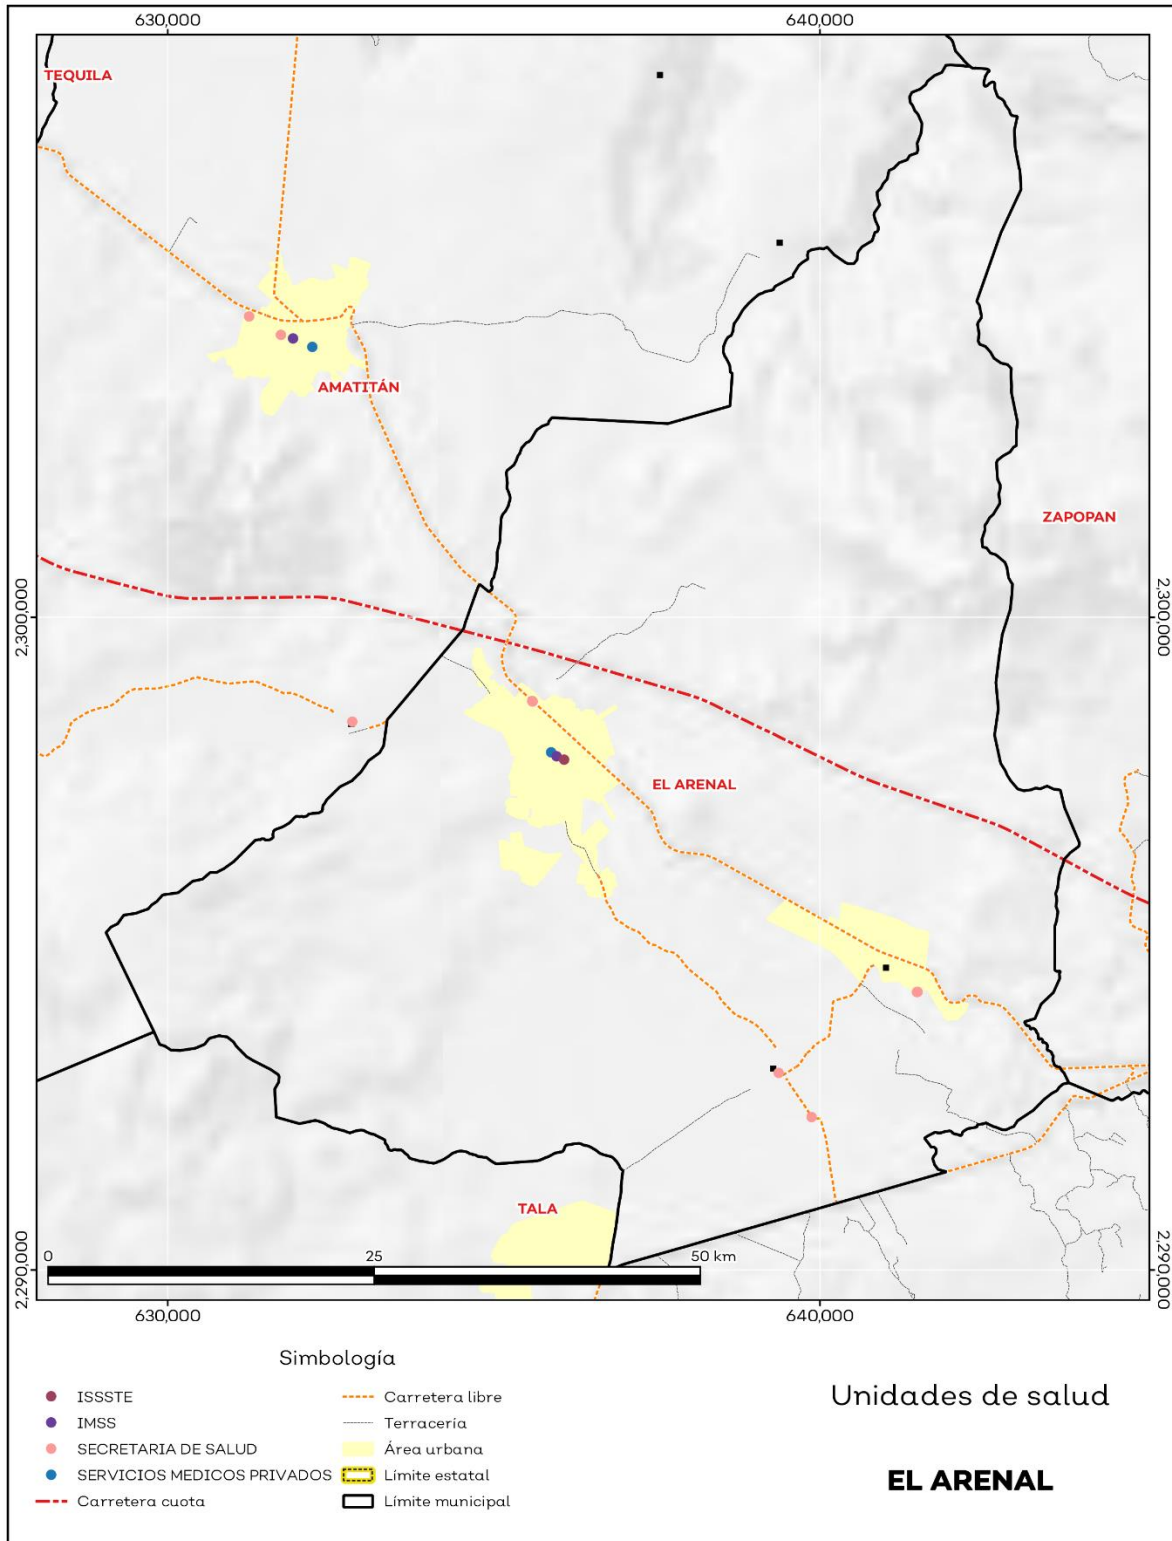 630,000
640,000
TEQUILA
AMATITÁN
ZAPOPAN
2,300,000
2,300,000
EL ARENAL
TALA
0
25
50 km
2,290,000
2,290,000
630,000
640,000
Simbología
ISSSTE
IMSS
SECRETARIA DE SALUD
SERVICIOS MEDICOS PRIVADOS
Carretera cuota
Carretera libre
Terracería
Área urbana
Límite estatal
Límite municipal
Unidades de salud
EL ARENAL